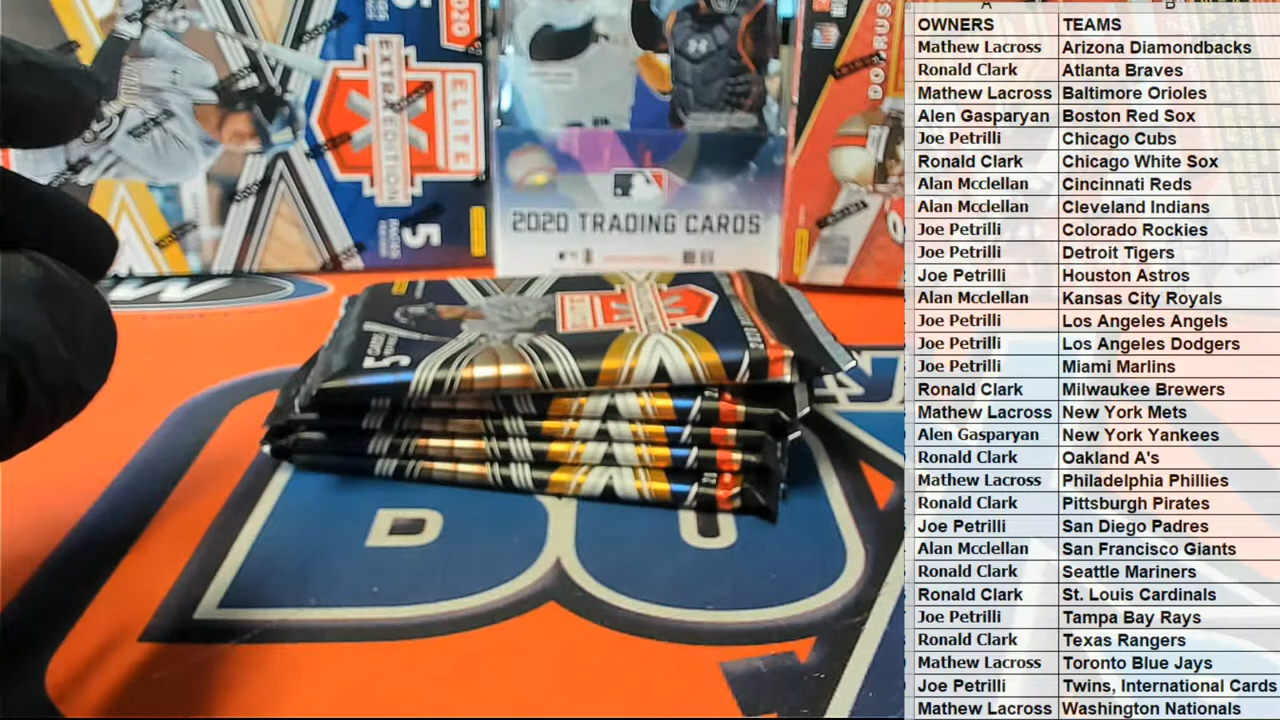 2020
ELITE
EXTRA EDITION
5
2020 TRADING CARDS
5
D U
A B
OWNERS TEAMS
Mathew Lacross Arizona Diamondbacks
Ronald Clark Atlanta Braves
Mathew Lacross Baltimore Orioles
Alen Gasparyan Boston Red Sox
Joe Petrilli Chicago Cubs
Ronald Clark Chicago White Sox
Alan Mcclellan Cincinnati Reds
Alan Mcclellan Cleveland Indians
Joe Petrilli Colorado Rockies
Joe Petrilli Detroit Tigers
Joe Petrilli Houston Astros
Alan Mcclellan Kansas City Royals
Joe Petrilli Los Angeles Angels
Joe Petrilli Los Angeles Dodgers
Joe Petrilli Miami Marlins
Ronald Clark Milwaukee Brewers
Mathew Lacross New York Mets
Alen Gasparyan New York Yankees
Ronald Clark Oakland A's
Mathew Lacross Philadelphia Phillies
Ronald Clark Pittsburgh Pirates
Joe Petrilli San Diego Padres
Alan Mcclellan San Francisco Giants
Ronald Clark Seattle Mariners
Ronald Clark St. Louis Cardinals
Joe Petrilli Tampa Bay Rays
Ronald Clark Texas Rangers
Mathew Lacross Toronto Blue Jays
Joe Petrilli Twins, International Cards
Mathew Lacross Washington Nationals